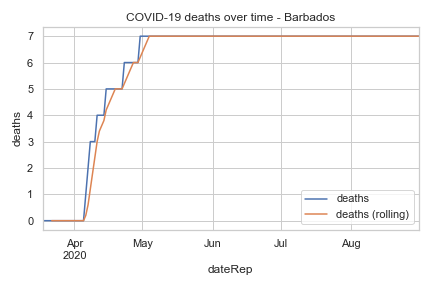 COVID-19 deaths over time - Barbados
7
6
5
4
3
2
1
0
deaths
Apr
2020
May
Jun
Jul
Aug
dateRep
deaths
deaths (rolling)